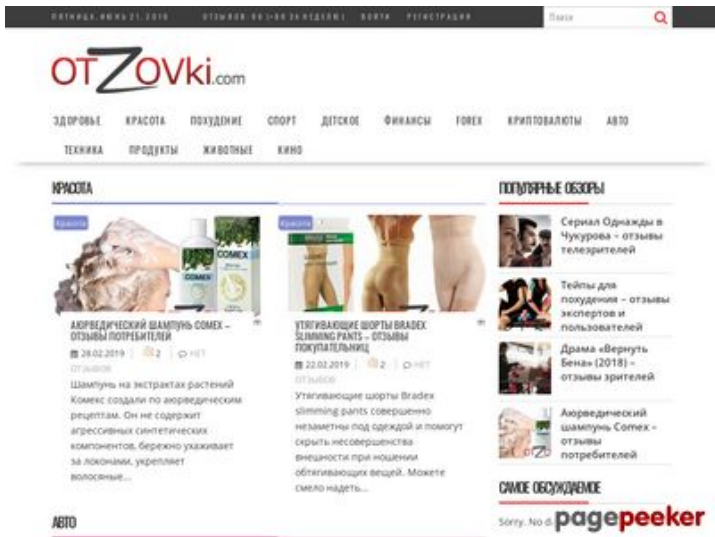 ПЯТНИЦА, ИЮНЬ 21, 2019
ВОЙТИ
РЕГИСТРАЦИЯ
Поиск
OTZOVki.com
ЗДОРОВЬЕ
КРАСОТА
ПОХУДЕНИЕ
СПОРТ
ДЕТСКОЕ
ФИНАНСЫ
FOREX
КРИПТОВАЛЮТЫ
АВТО
ТЕХНИКА
ПРОДУКТЫ
ЖИВОТНЫЕ
КИНО
КРАСОТА
Красота
COMEX
COMEX
АЮРВЕДИЧЕСКИЙ ШАМПУНЬ COMEX –
ОТЗЫВЫ ПОТРЕБИТЕЛЕЙ
28.02.2019
2
НЕТ
ОТЗЫВОВ
Шампунь на экстрактах растений
Комекс создали по аюрведическим
рецептам. Он не содержит
агрессивных синтетических
компонентов, бережно ухаживает
за локонами, укрепляет
волосяные...
Красота
УТЯГИВАЮЩИЕ ШОРТЫ BRADEX
SLIMMING PANTS – ОТЗЫВЫ
ПОКУПАТЕЛЬНИЦ
22.02.2019
2
НЕТ
ОТЗЫВОВ
Утягивающие шорты Bradex
slimming pants совершенно
незаметны под одеждой и помогут
скрыть несовершенства
внешности при ношении
обтягивающих вещей. Можете
смело надеть...
АВТО
ПОПУЛЯРНЫЕ ОБЗОРЫ
Сериал Однажды в
Чукурова – отзывы
телезрителей
Тейпы для
похудения – отзывы
экспертов и
пользователей
Драма «Вернуть
Бена» (2018) –
отзывы зрителей
Аюрведический
шампунь Comex –
отзывы
потребителей
САМОЕ ОБСУЖДАЕМОЕ
Sorry. No d
pagepeeker